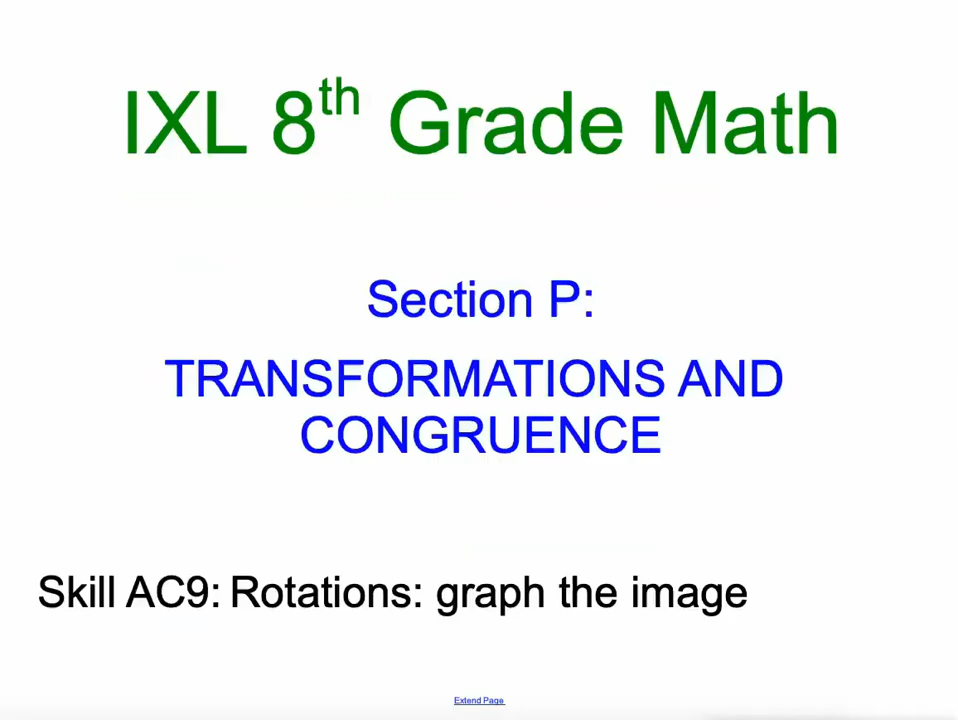 IXL 8th Grade Math
Section P:
TRANSFORMATIONS AND
CONGRUENCE
Skill AC9: Rotations: graph the image
Extend Page